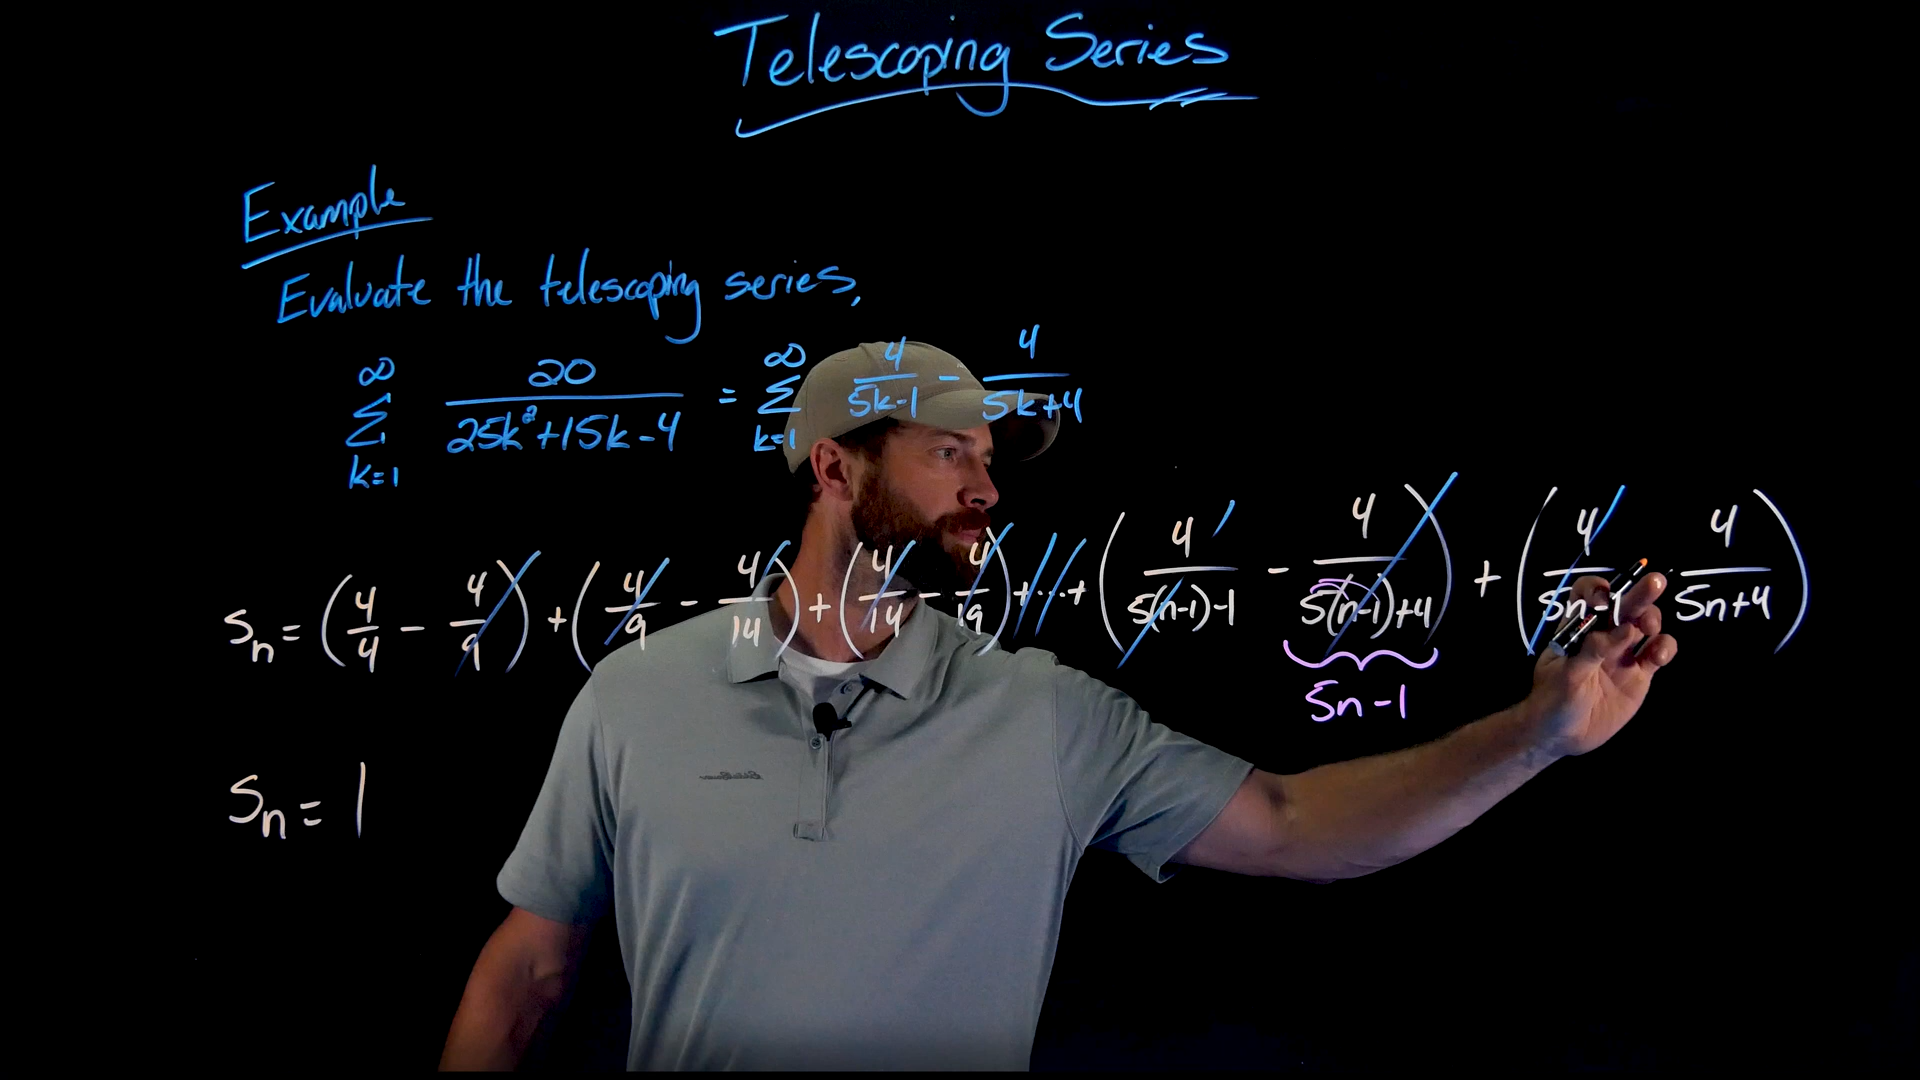 Telescoping Series
Example
Evaluate the telescoping series,
∞ Σ k=1 20/(25k²+15k-4) = ∞ Σ k=1 4/(5k-1) - 4/(5k+4)
Sn = (4/4 - 4/9) + (4/9 - 4/14) + (4/14 - 4/19) + ... + (4/(5(n-1)-1) - 4/(5(n-1)+4)) + (4/(5n-1) - 4/(5n+4))
5n-1
Sn = 1